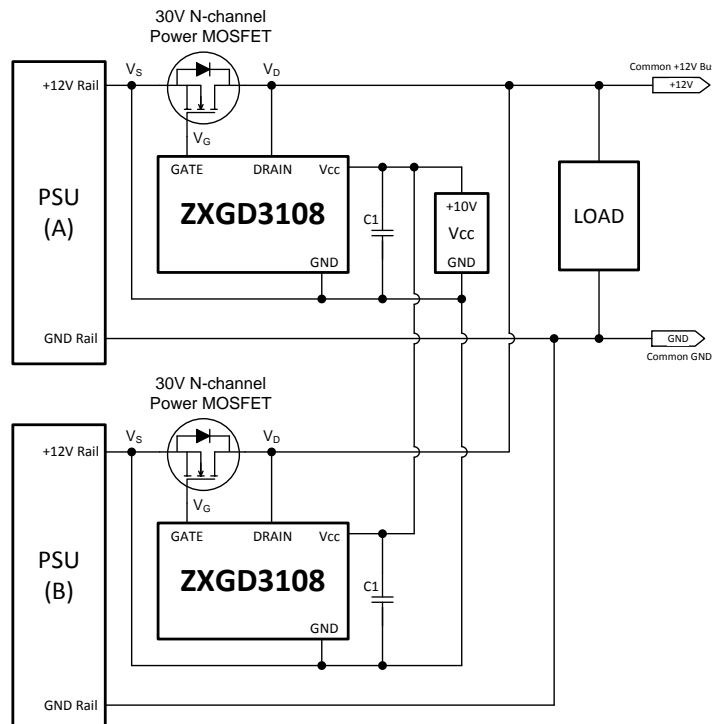 30V N-channel
Power MOSFET
VS
VD
Common +12V Bu
+12V Rail
+12V
VG
GATE
DRAIN
Vcc
ZXGD3108
PSU
(A)
C1
+10V
Vcc
GND
LOAD
GND
GND Rail
GND
Common GND
30V N-channel
Power MOSFET
VS
VD
+12V Rail
VG
GATE
DRAIN
Vcc
ZXGD3108
PSU
(B)
C1
GND
GND Rail